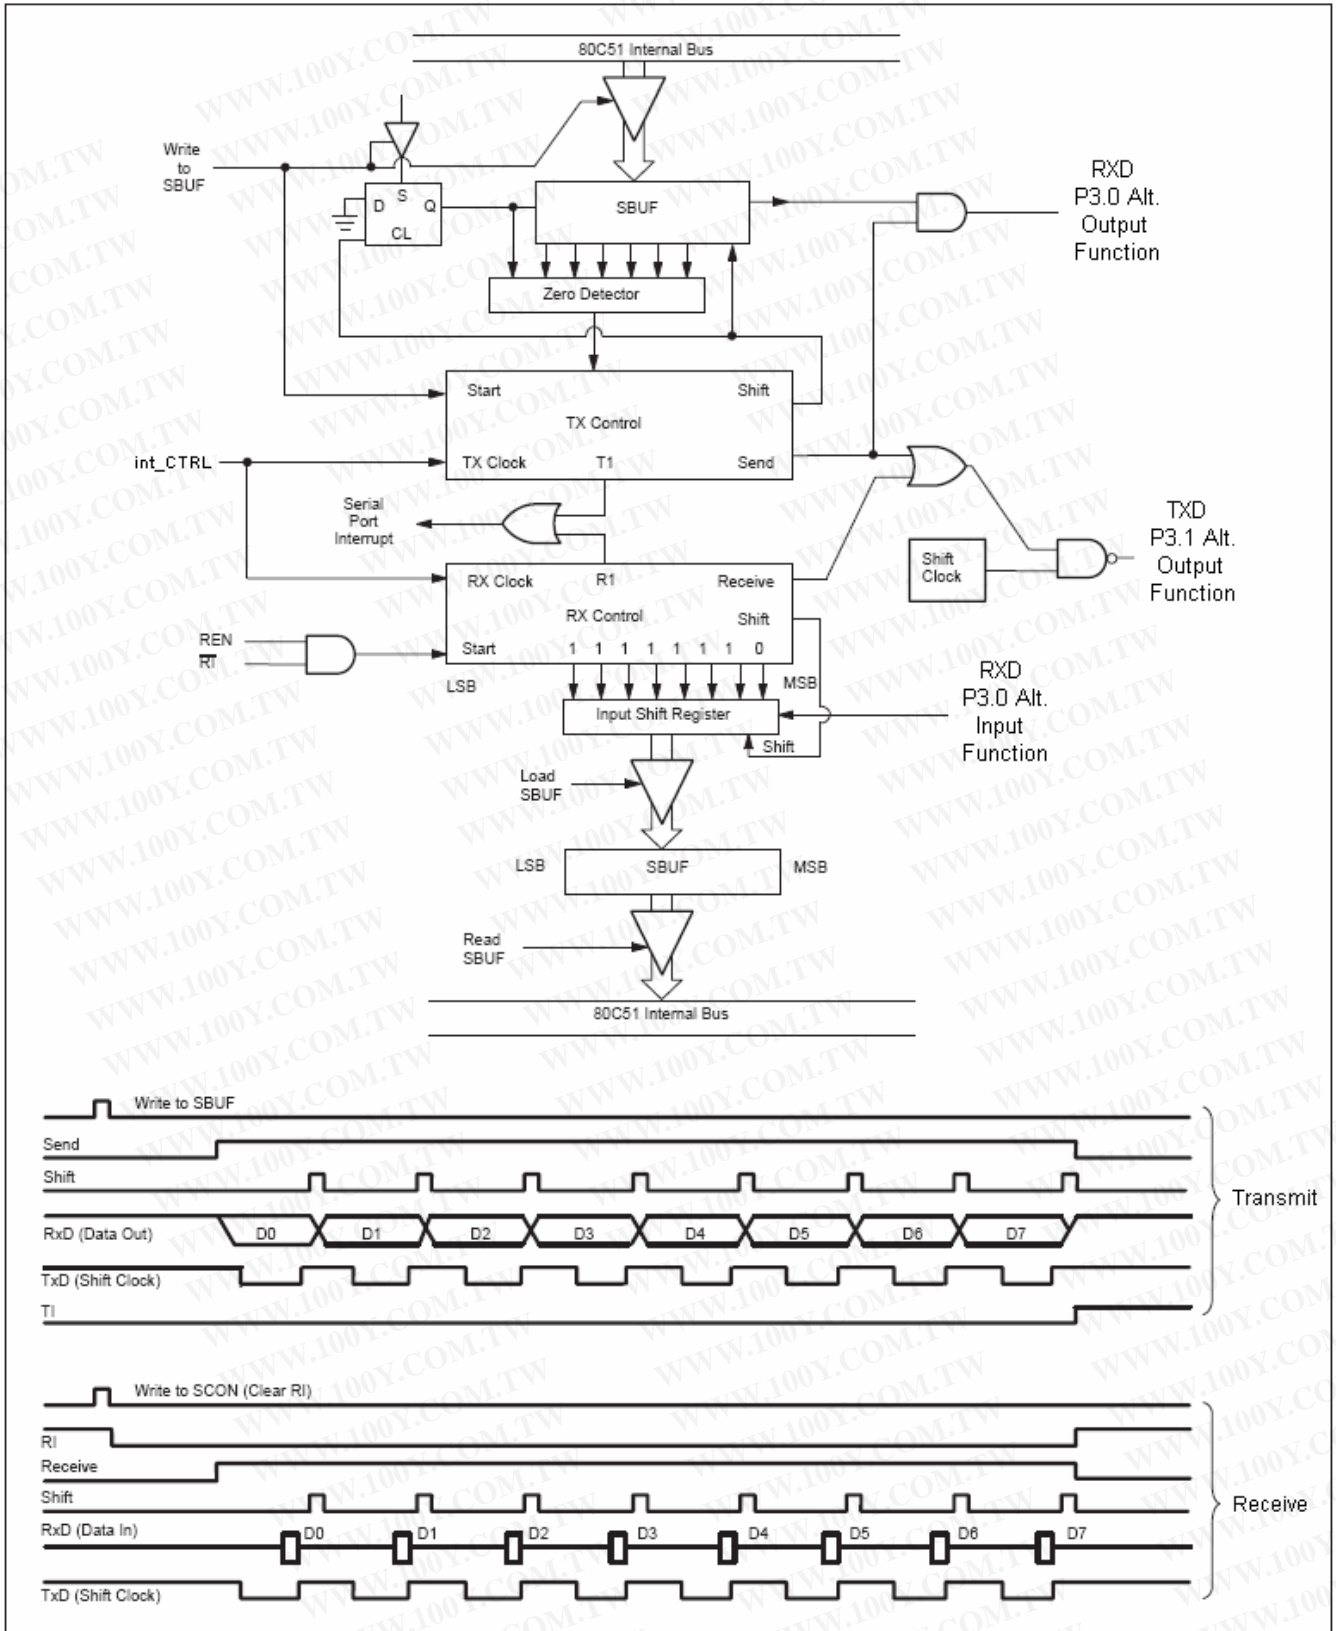 80C51 Internal Bus
Write
to
SBUF
S
D
Q
CL
SBUF
RXD
P3.0 Alt.
Output
Function
Zero Detector
Start
Shift
TX Control
int_CTRL
TX Clock
T1
Send
Serial
Port
Interrupt
TXD
P3.1 Alt.
Output
Function
Shift
Clock
RX Clock
R1
Receive
RX Control
Shift
REN
RI
Start
1 1 1 1 1 1 1 0
LSB
MSB
RXD
P3.0 Alt.
Input
Function
Input Shift Register
Shift
Load
SBUF
LSB
SBUF
MSB
Read
SBUF
80C51 Internal Bus
Write to SBUF
Send
Shift
RxD (Data Out)
D0 D1 D2 D3 D4 D5 D6 D7
TxD (Shift Clock)
TI
Transmit
Write to SCON (Clear RI)
RI
Receive
Shift
RxD (Data In)
D0 D1 D2 D3 D4 D5 D6 D7
TxD (Shift Clock)
Receive
WWW.100Y.COM.TW